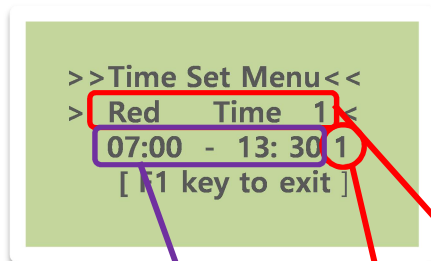 >>Time Set Menu<<
> Red Time 1 <
07:00 - 13: 30 1
[ F1 key to exit ]